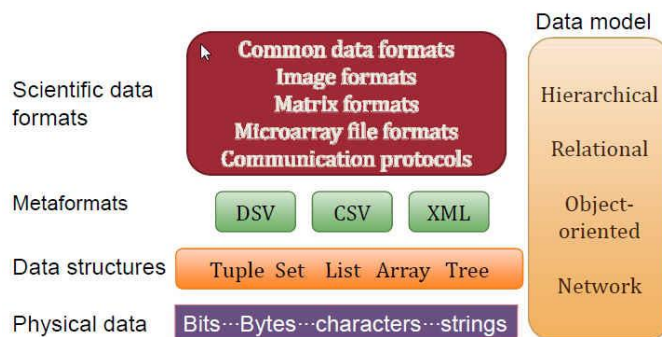 Data model
Scientific data
formats
Common data formats
Image formats
Matrix formats
Microarray file formats
Communication protocols
Metaformats
DSV
CSV
XML
Data structures
Tuple Set List Array Tree
Physical data
Bits···Bytes···characters···strings
Hierarchical
Relational
Object-
oriented
Network